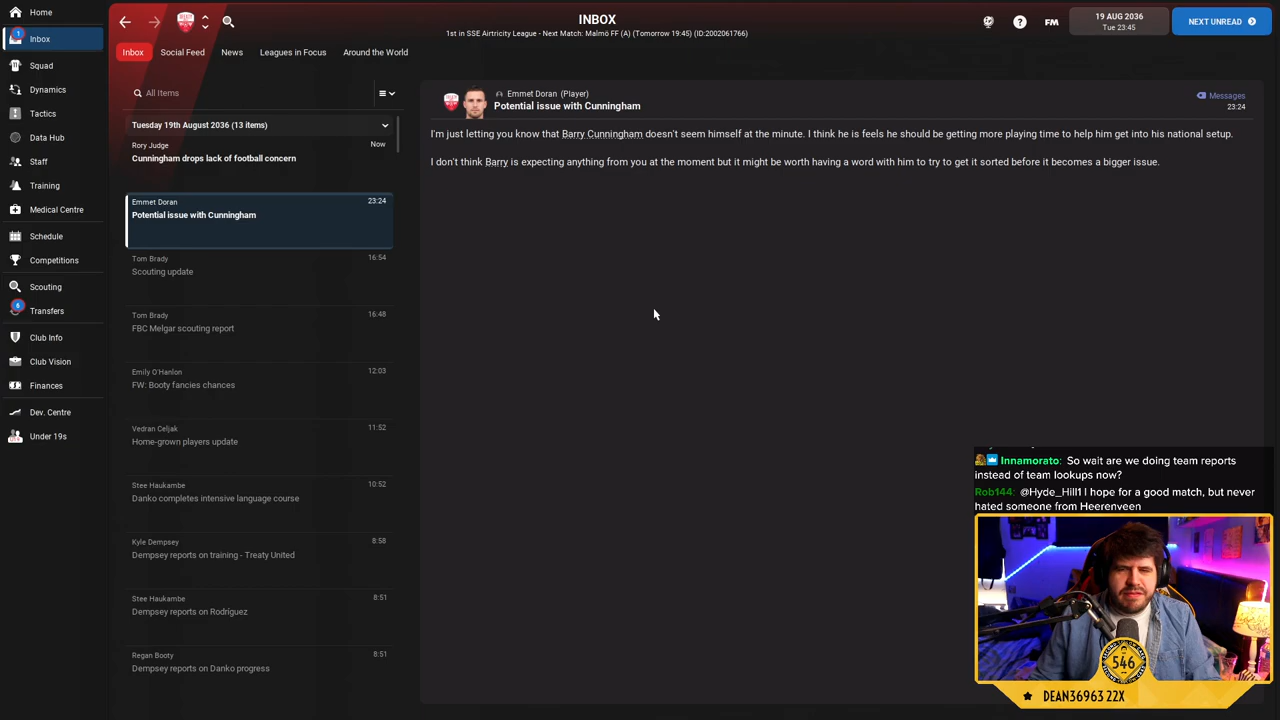 Home
1
Inbox
Squad
Dynamics
Tactics
Data Hub
Staff
Training
Medical Centre
Schedule
Competitions
Scouting
6
Transfers
Club Info
Club Vision
Finances
Dev. Centre
Under 19s
INBOX
1st in SSE Airtricity League - Next Match: Malmö FF (A) (Tomorrow 19:45) (ID:2002061766)
?
FM
19 AUG 2036
Tue 23:45
NEXT UNREAD
Inbox
Social Feed
News
Leagues in Focus
Around the World
All Items
Tuesday 19th August 2036 (13 items)
Rory Judge
Now
Cunningham drops lack of football concern
Emmet Doran
23:24
Potential issue with Cunningham
Tom Brady
16:54
Scouting update
Tom Brady
16:48
FBC Melgar scouting report
Emily O'Hanlon
12:03
FW: Booty fancies chances
Vedran Celjak
11:52
Home-grown players update
Stee Haukambe
10:52
Danko completes intensive language course
Kyle Dempsey
8:58
Dempsey reports on training - Treaty United
Stee Haukambe
8:51
Dempsey reports on Rodríguez
Regan Booty
8:51
Dempsey reports on Danko progress
Emmet Doran (Player)
Potential issue with Cunningham
Messages
23:24
I'm just letting you know that Barry Cunningham doesn't seem himself at the minute. I think he is feels he should be getting more playing time to help him get into his national setup.
I don't think Barry is expecting anything from you at the moment but it might be worth having a word with him to try to get it sorted before it becomes a bigger issue.
Innamorato: So wait are we doing team reports
instead of team lookups now?
Rob144: @Hyde_Hill1 I hope for a good match, but never
hated someone from Heerenveen
546
DEAN36963 22X